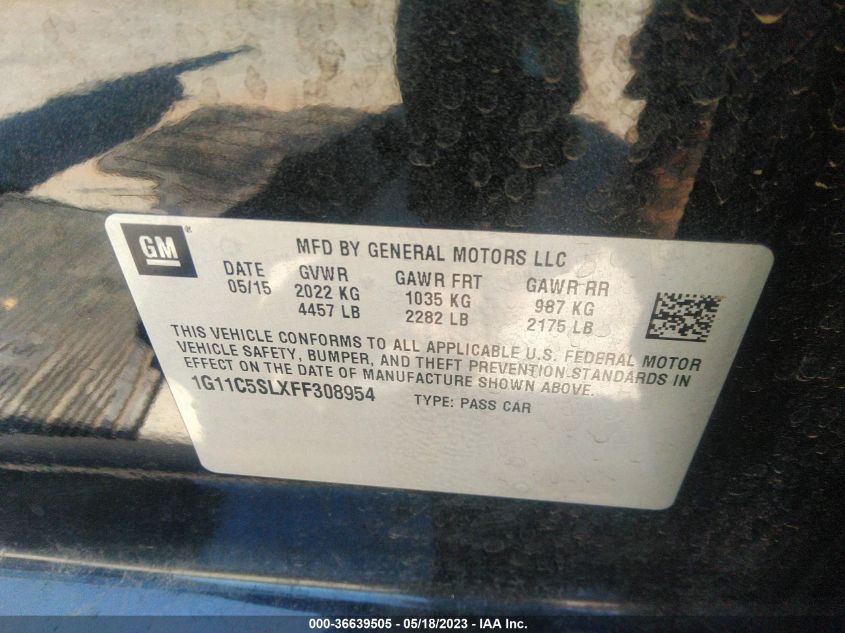 GM ®
MFD BY GENERAL MOTORS LLC
DATE GVWR GAWR FRT GAWR RR
05/15 2022 KG 1035 KG 987 KG
4457 LB 2282 LB 2175 LB
THIS VEHICLE CONFORMS TO ALL APPLICABLE U.S. FEDERAL MOTOR
VEHICLE SAFETY, BUMPER, AND THEFT PREVENTION STANDARDS IN
EFFECT ON THE DATE OF MANUFACTURE SHOWN ABOVE.
1G11C5SLXFF308954 TYPE: PASS CAR
000-36639505 - 05/18/2023 - IAA Inc.